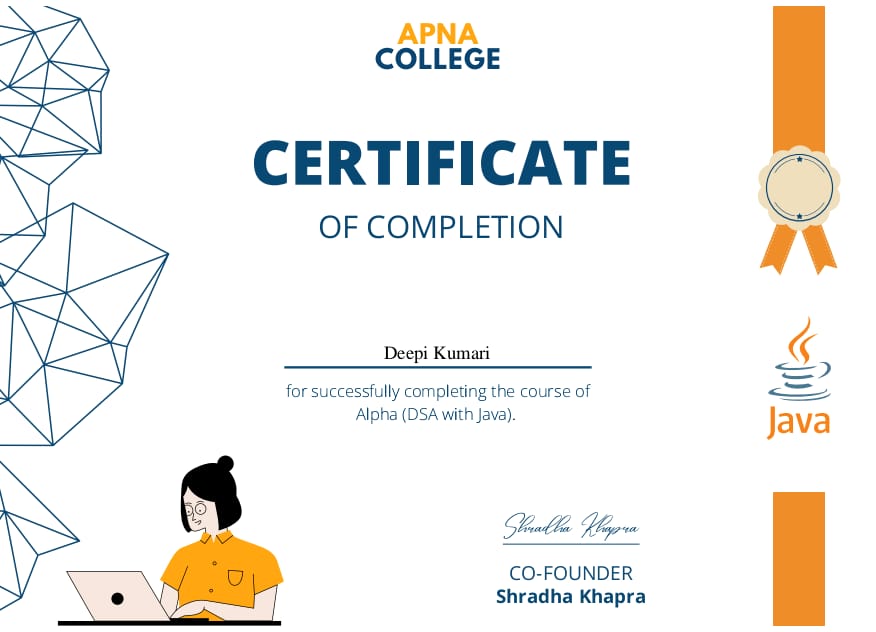 APNA
COLLEGE
CERTIFICATE
OF COMPLETION
Deepi Kumari
for successfully completing the course of
Alpha (DSA with Java).
Java
Shradha Khapra
CO-FOUNDER
Shradha Khapra